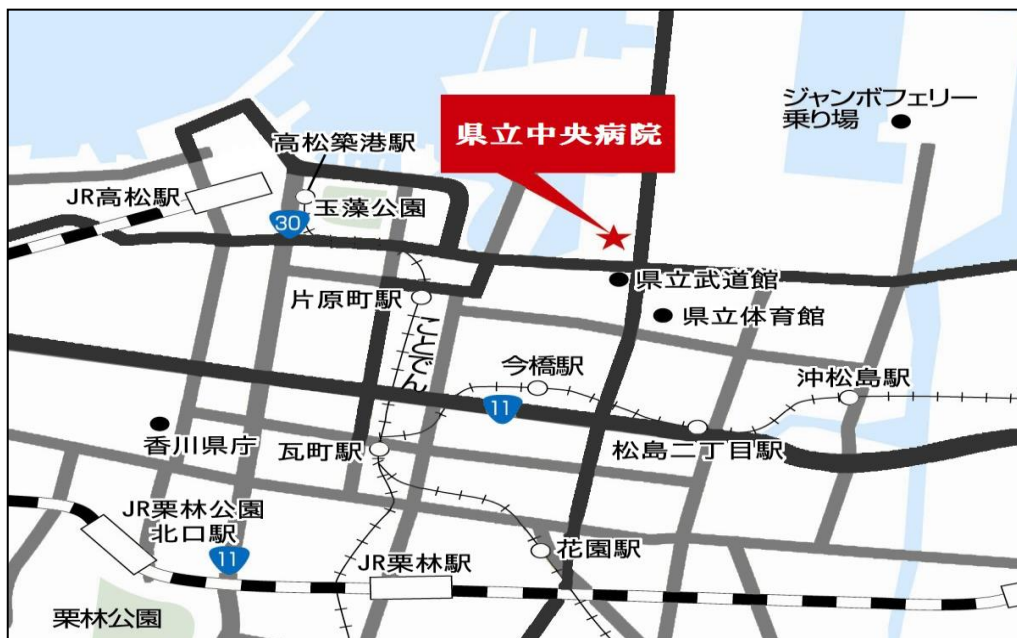 ジャンボフェリー
乗り場
県立中央病院
高松築港駅
JR高松駅
玉藻公園
30
県立武道館
片原町駅
県立体育館
ことでん
今橋駅
沖松島駅
11
香川県庁
瓦町駅
松島二丁目駅
JR栗林公園
北口駅
11
JR栗林駅
花園駅
栗林公園